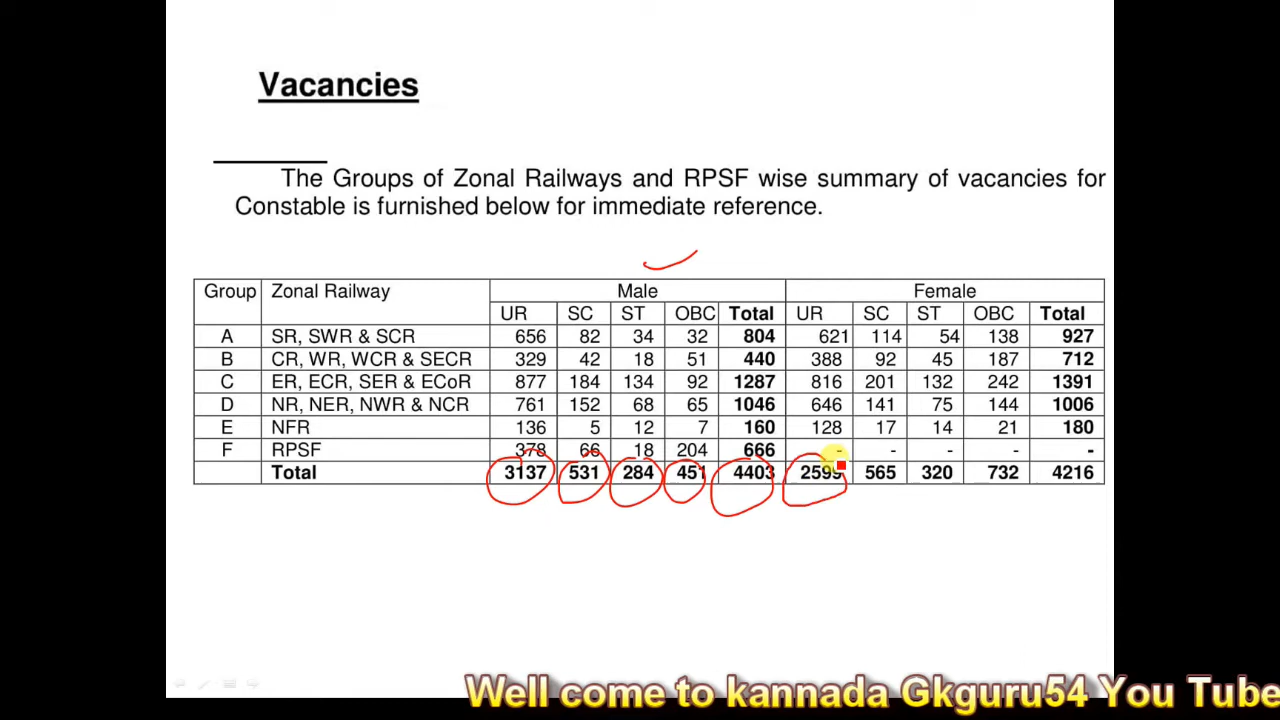 Vacancies
The Groups of Zonal Railways and RPSF wise summary of vacancies for
Constable is furnished below for immediate reference.
Group Zonal Railway Male Female
UR SC ST OBC Total UR SC ST OBC Total
A SR, SWR & SCR 656 82 34 32 804 621 114 54 138 927
B CR, WR, WCR & SECR 329 42 18 51 440 388 92 45 187 712
C ER, ECR, SER & ECoR 877 184 134 92 1287 816 201 132 242 1391
D NR, NER, NWR & NCR 761 152 68 65 1046 646 141 75 144 1006
E NFR 136 5 12 7 160 128 17 14 21 180
F RPSF 378 66 18 204 666 - - - - -
Total 3137 531 284 451 4403 2599 565 320 732 4216
Well come to kannada Gkguru54 You Tube